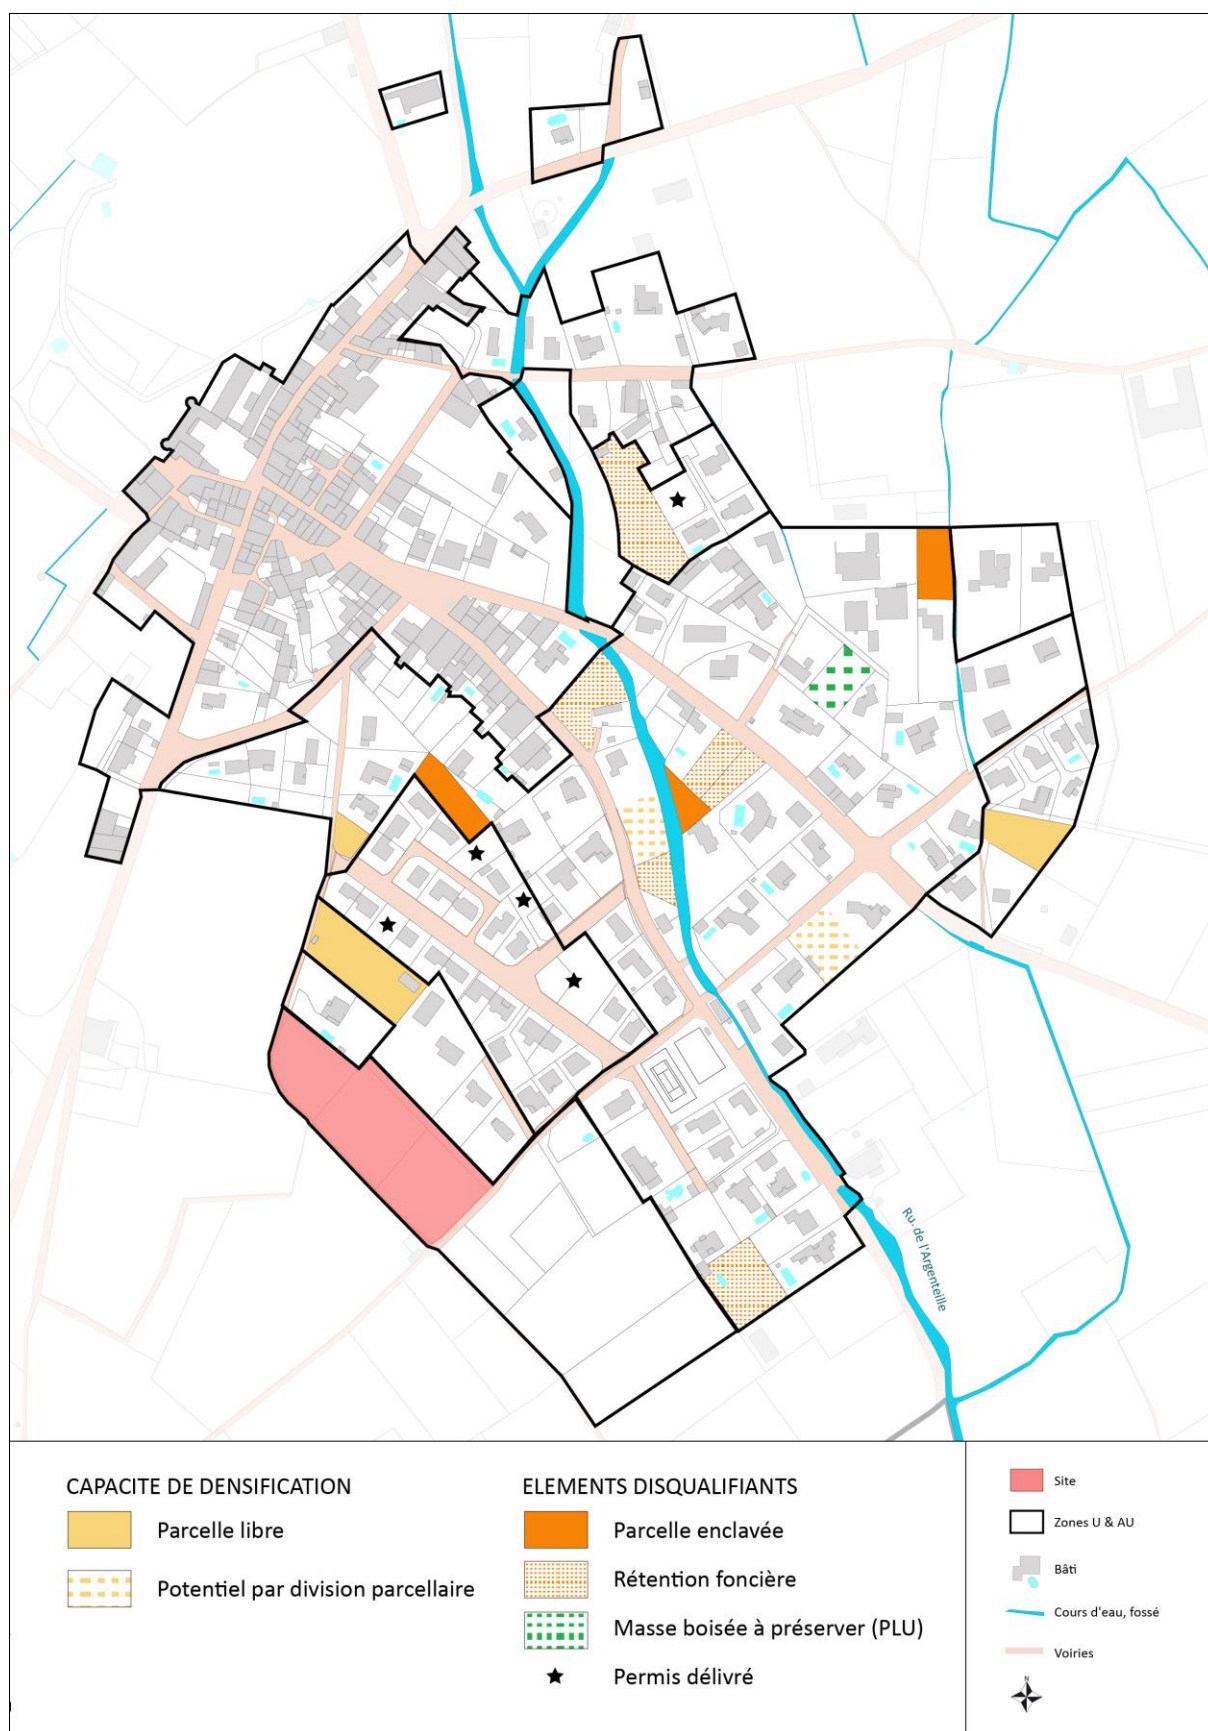 Ru. de l'Argenteille
CAPACITE DE DENSIFICATION
Parcelle libre
Potentiel par division parcellaire
ELEMENTS DISQUALIFIANTS
Parcelle enclavée
Rétention foncière
Masse boisée à préserver (PLU)
Permis délivré
Site
Zones U & AU
Bâti
Cours d'eau, fossé
Voiries
N